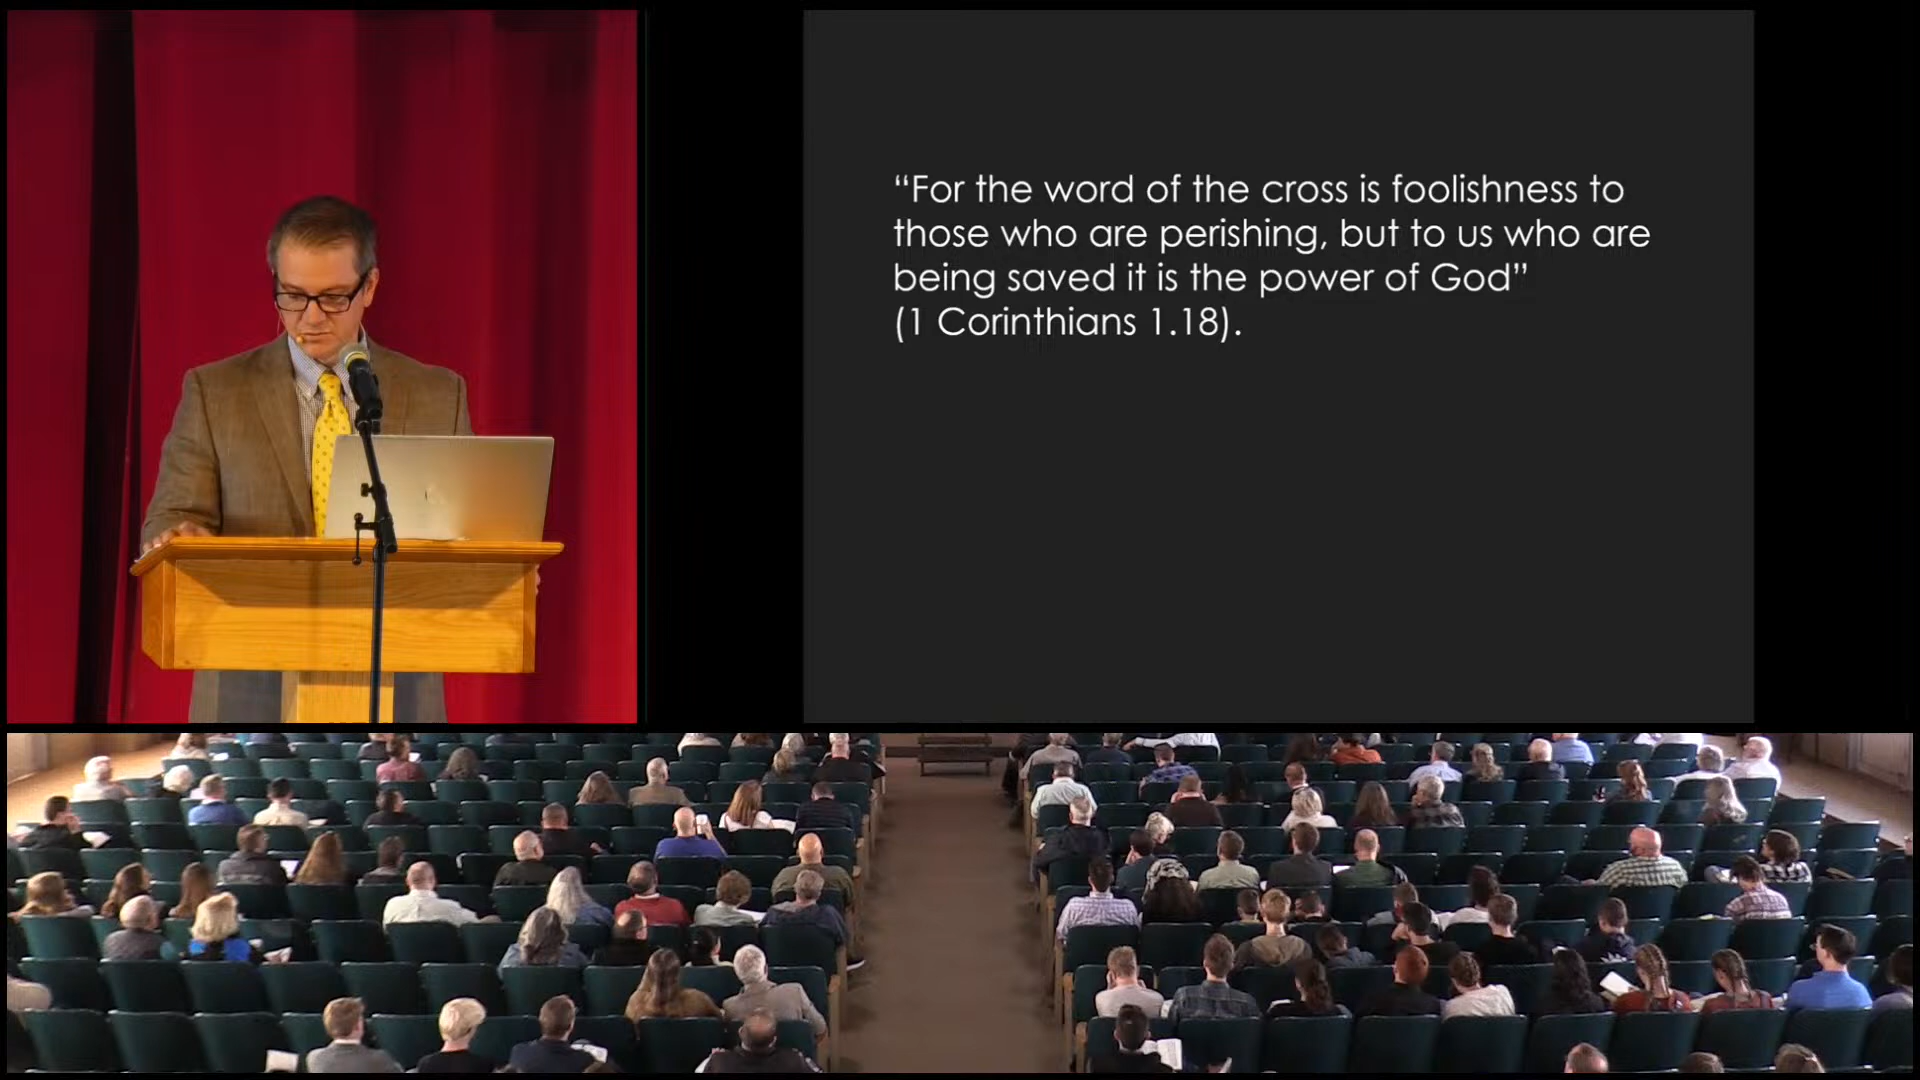 “For the word of the cross is foolishness to
those who are perishing, but to us who are
being saved it is the power of God”
(1 Corinthians 1.18).